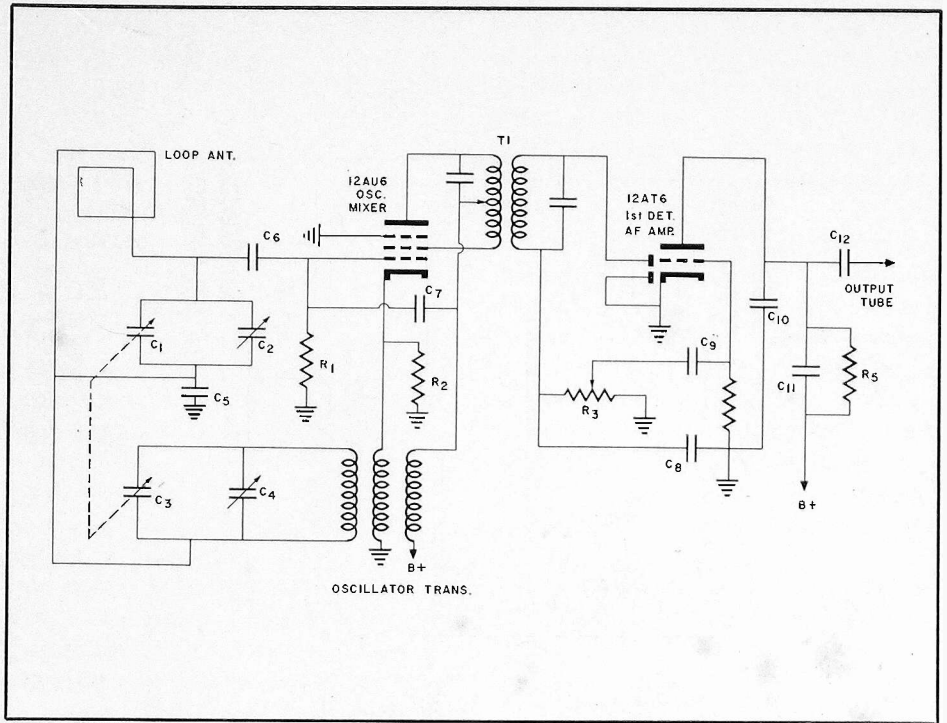 T1
LOOP ANT.
12AU6
OSC.
MIXER
12AT6
1st DET.
AF AMP.
C6
C12
OUTPUT
TUBE
C7
C10
C1
C2
C9
R1
R2
C11
R5
C5
R3
C8
C3
C4
B+
B+
OSCILLATOR TRANS.